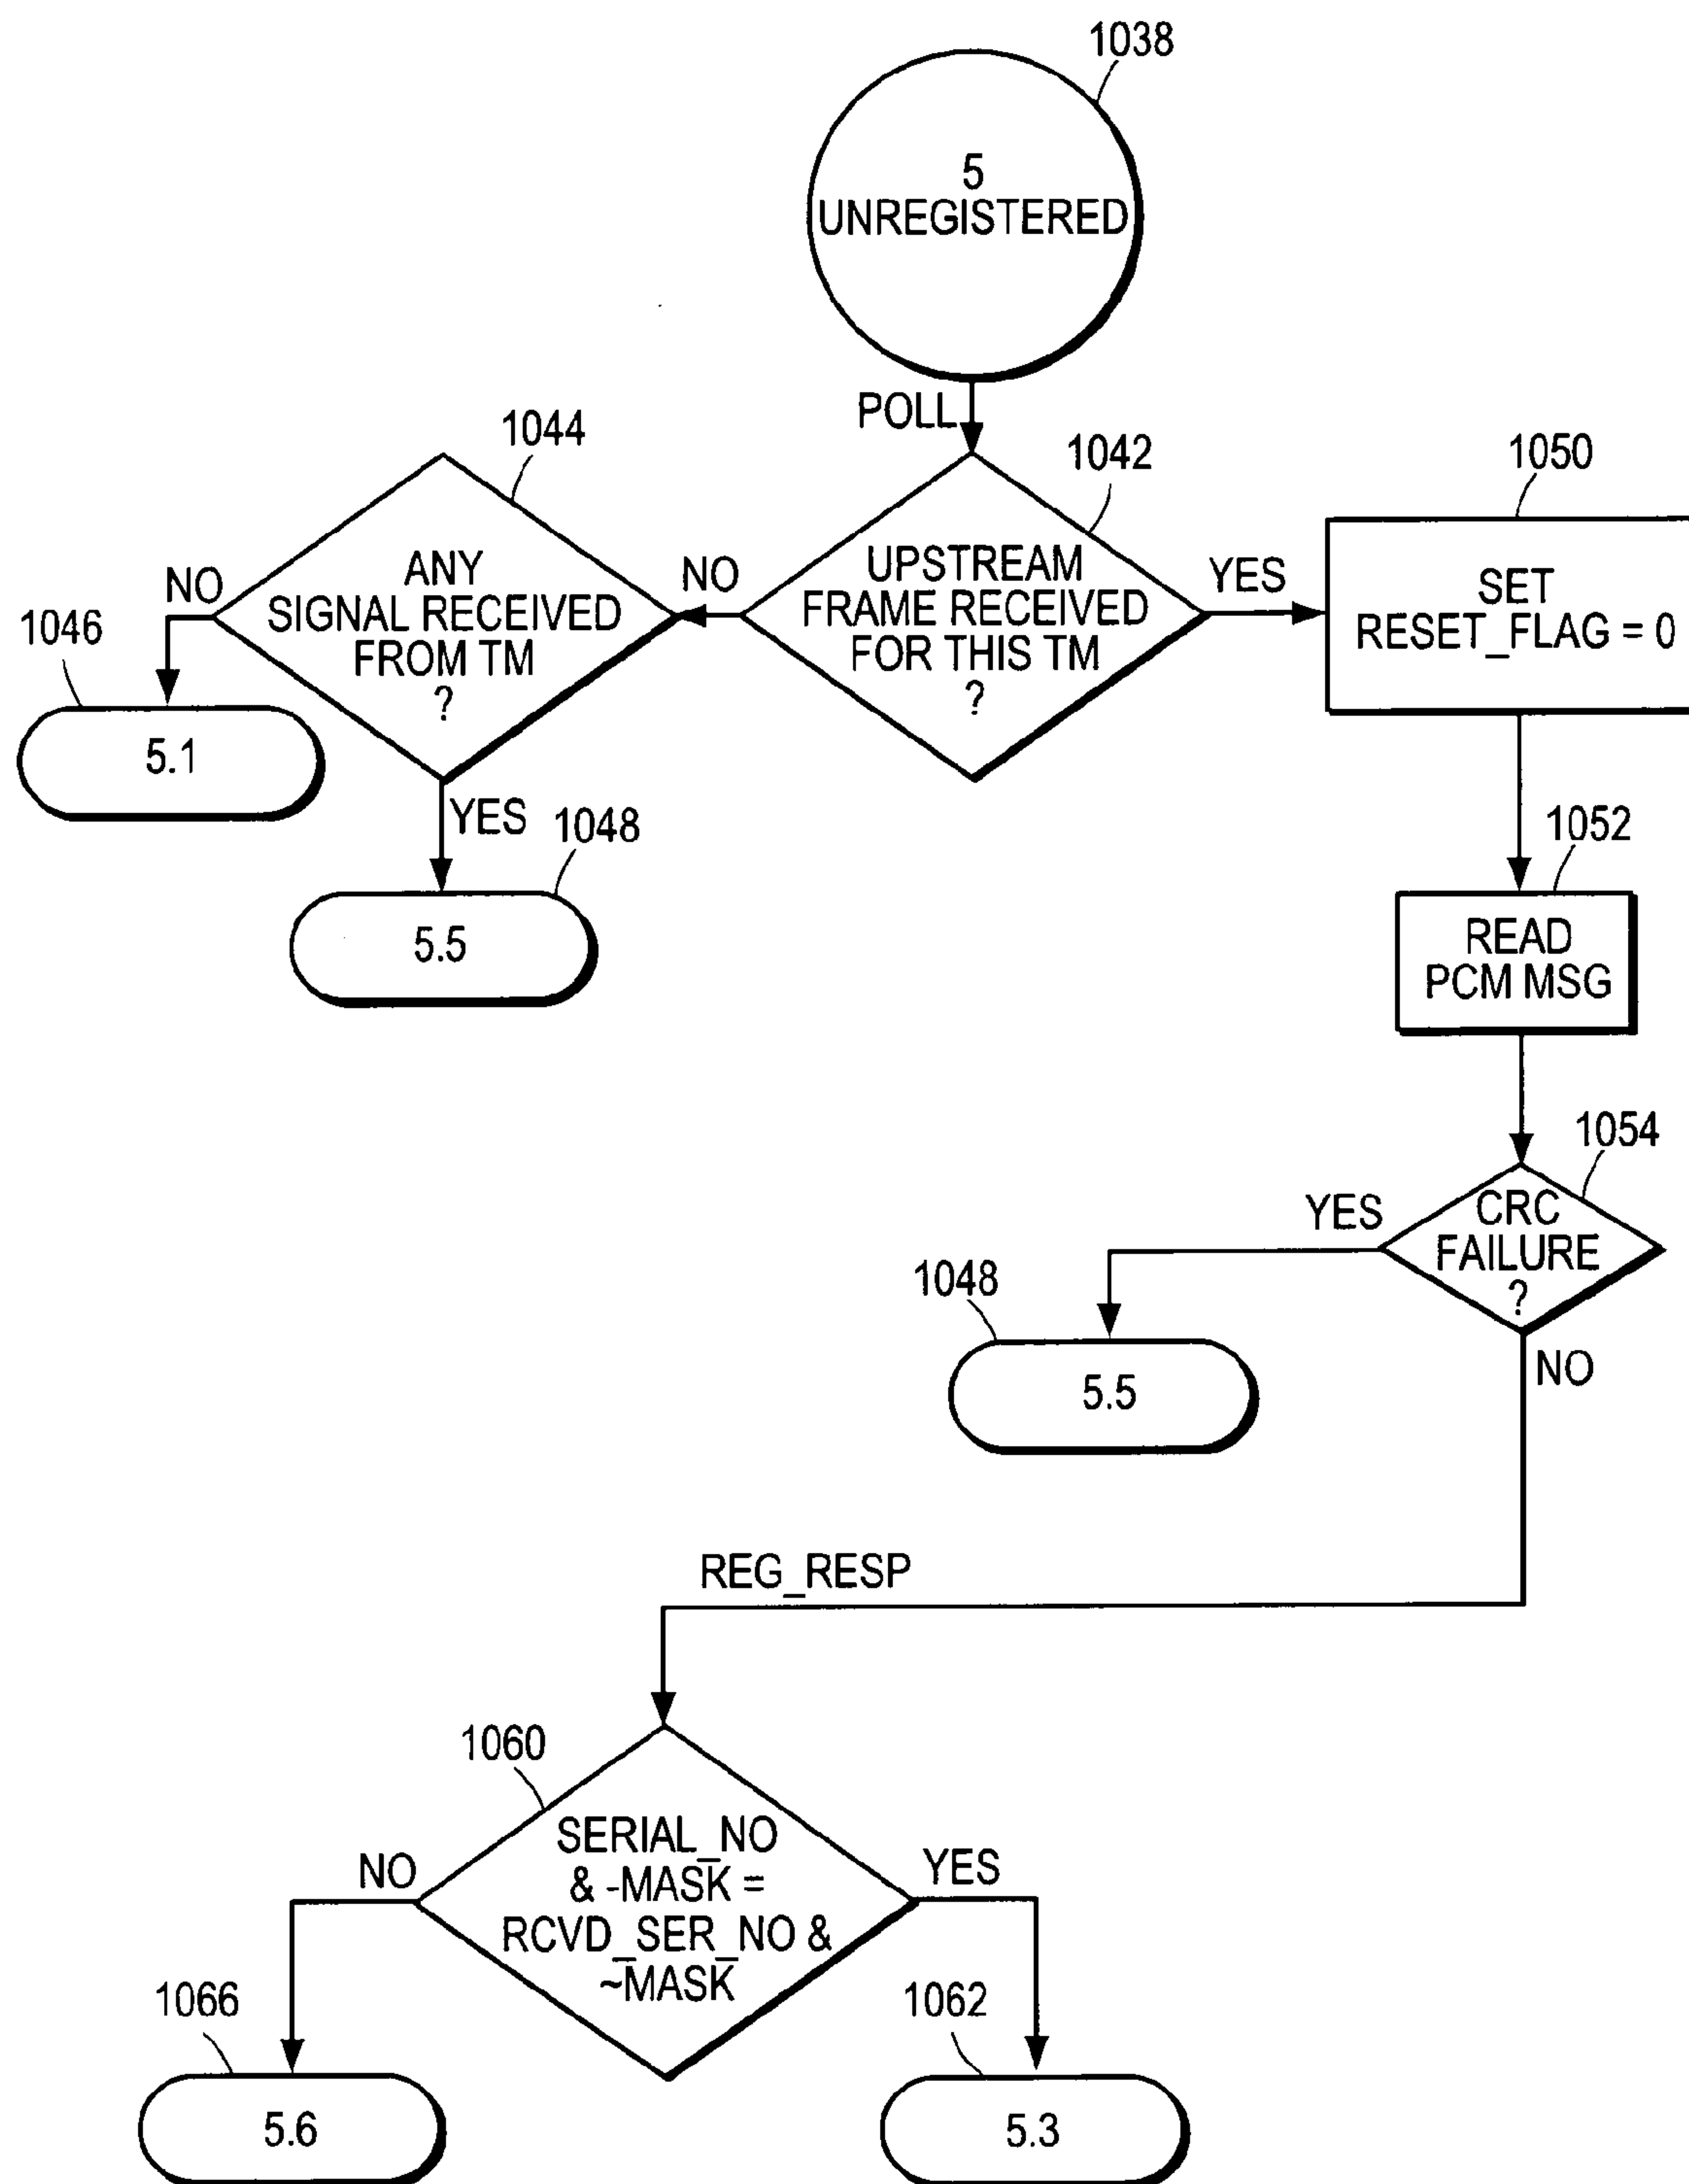 1038
5
UNREGISTERED
POLL
1044
1042
1050
ANY
SIGNAL RECEIVED
FROM TM
?
NO
UPSTREAM
FRAME RECEIVED
FOR THIS TM
?
YES
SET
RESET_FLAG = 0
NO
1046
5.1
YES
1048
5.5
1052
READ
PCM MSG
1054
CRC
FAILURE
?
YES
1048
5.5
NO
REG_RESP
1060
SERIAL_NO
& -MASK =
RCVD_SER_NO &
~MASK
NO
YES
1066
5.6
1062
5.3